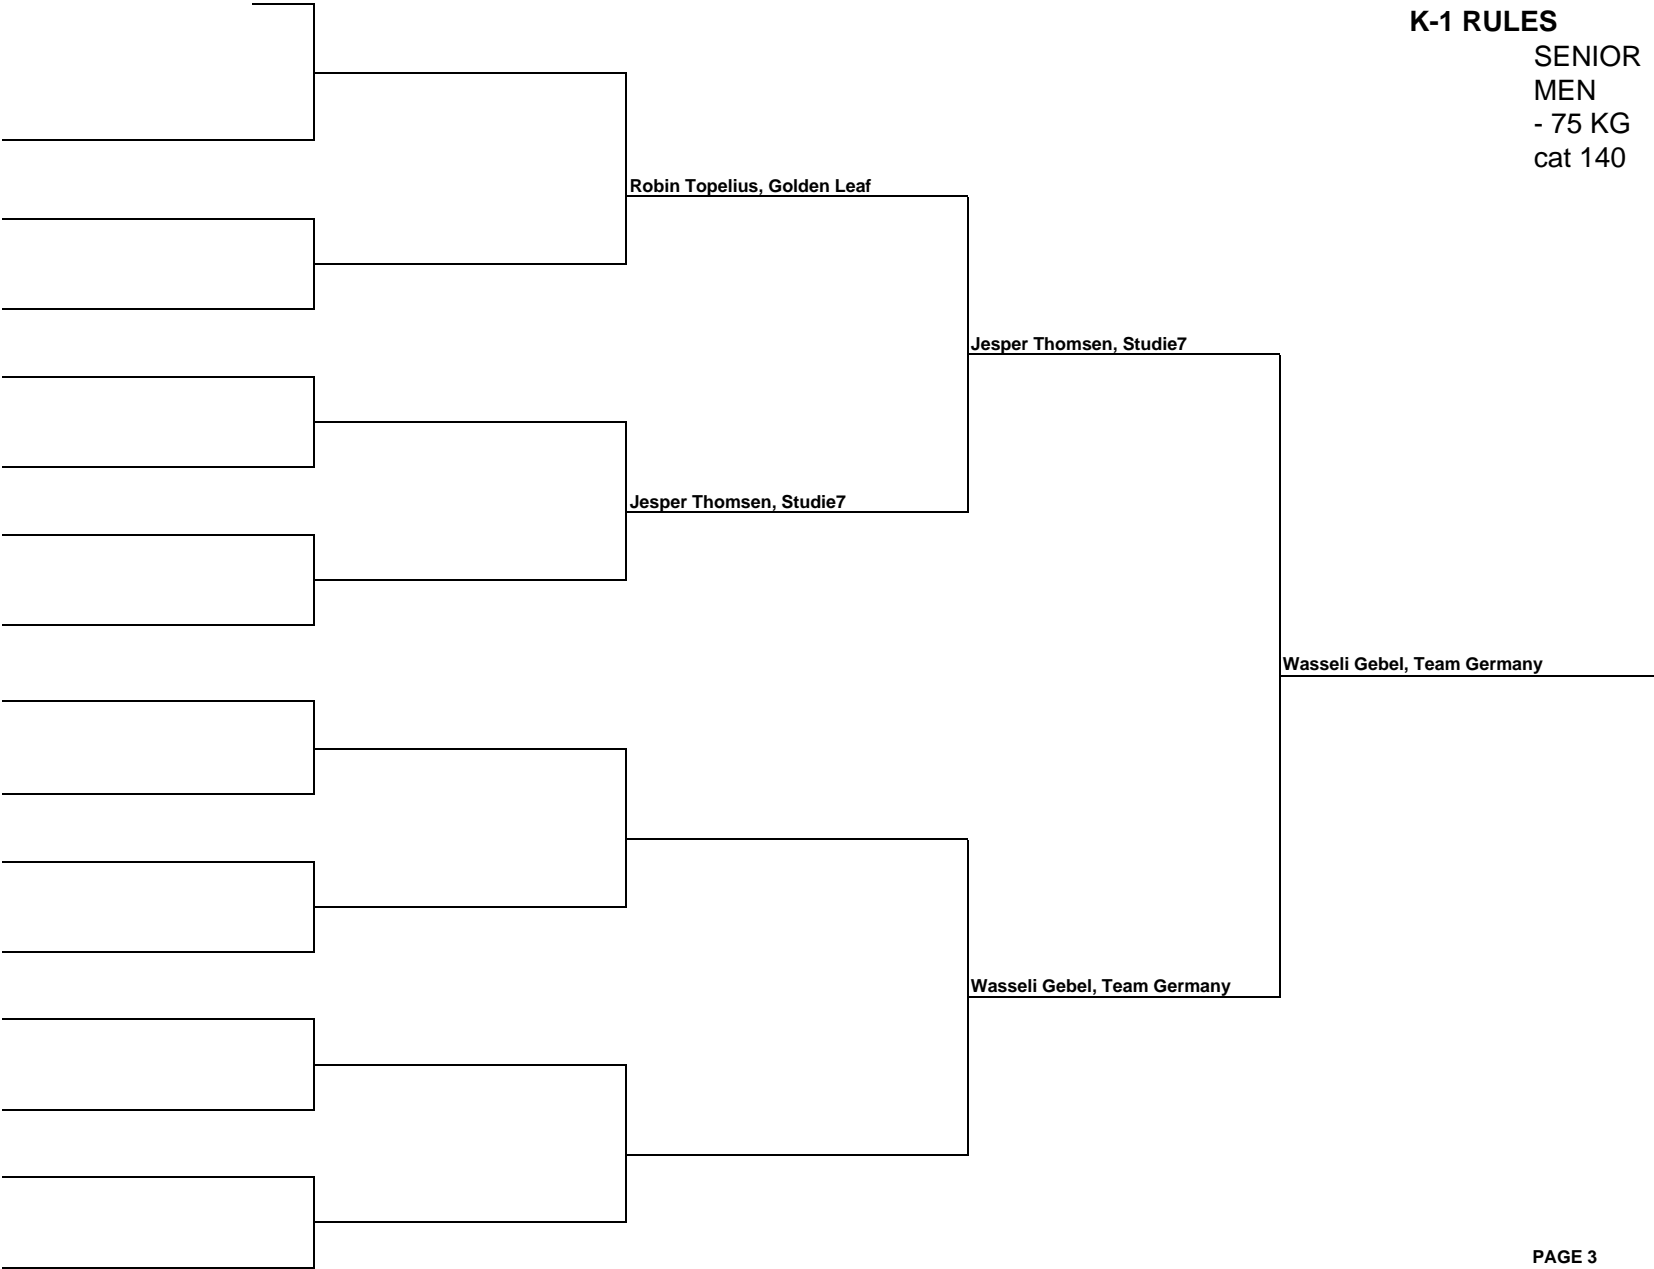 K-1 RULES
SENIOR
MEN
- 75 KG
cat 140
Robin Topelius, Golden Leaf
Jesper Thomsen, Studie7
Jesper Thomsen, Studie7
Wasseli Gebel, Team Germany
Wasseli Gebel, Team Germany
PAGE 3